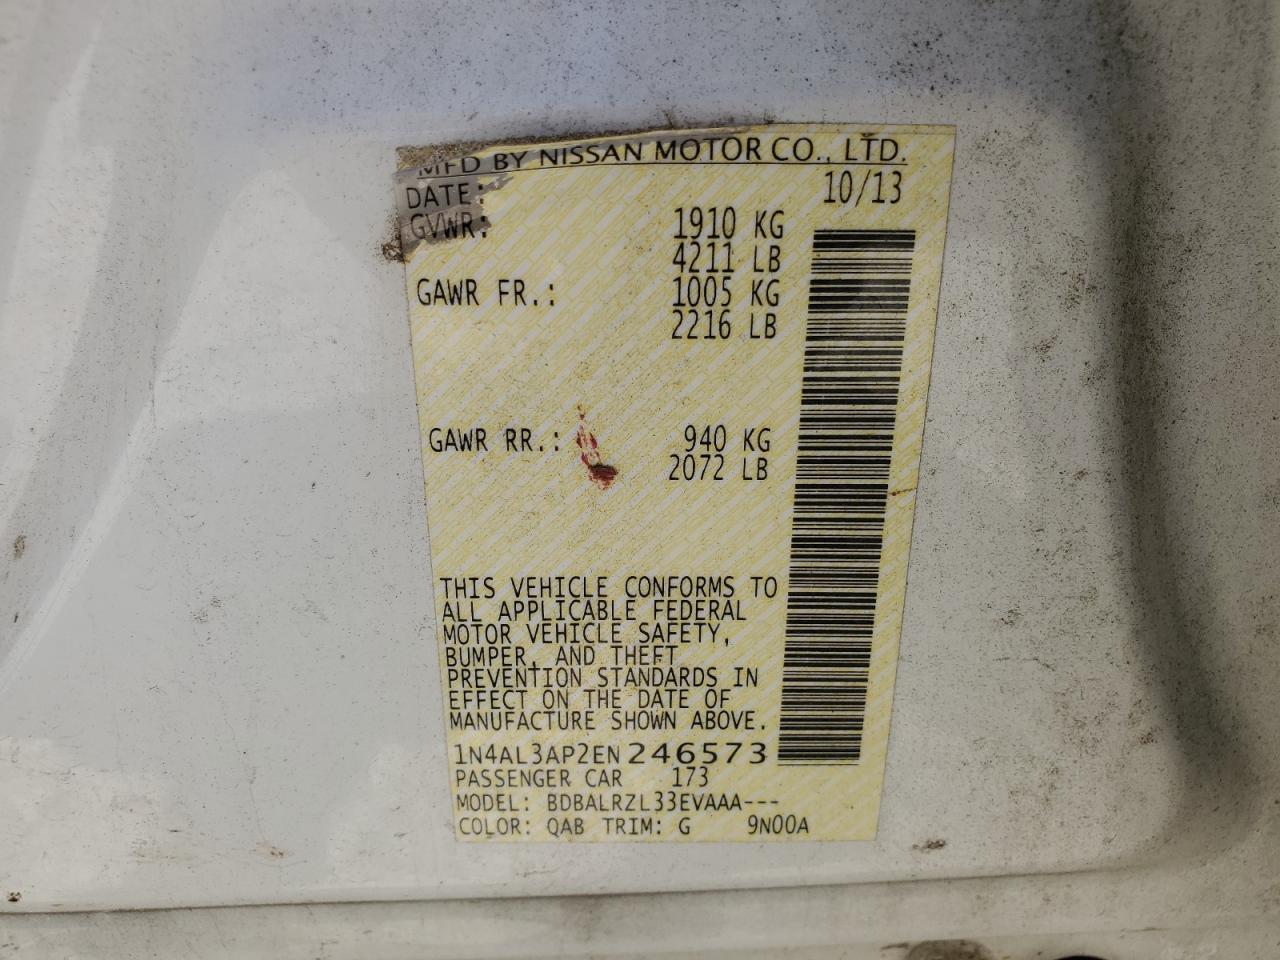 MFD BY NISSAN MOTOR CO., LTD.
DATE: 10/13
GVWR: 1910 KG
4211 LB
GAWR FR.: 1005 KG
2216 LB
GAWR RR.: 940 KG
2072 LB
THIS VEHICLE CONFORMS TO
ALL APPLICABLE FEDERAL
MOTOR VEHICLE SAFETY,
BUMPER, AND THEFT
PREVENTION STANDARDS IN
EFFECT ON THE DATE OF
MANUFACTURE SHOWN ABOVE.
1N4AL3AP2EN246573
PASSENGER CAR 173
MODEL: BDBALRZL33EVAAA---
COLOR: QAB TRIM: G 9N00A